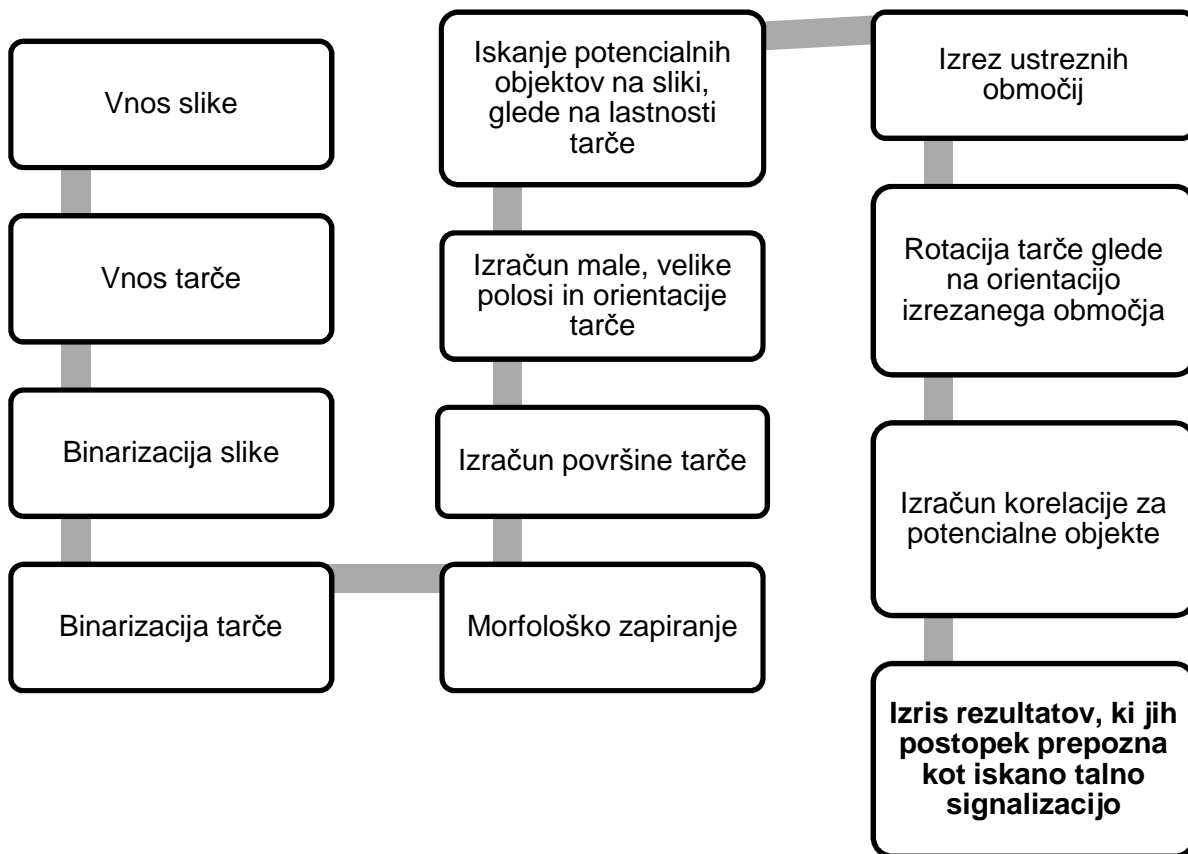 Vnos slike
Vnos tarče
Binarizacija slike
Binarizacija tarče
Morfološko zapiranje
Izračun površine tarče
Izračun male, velike
polosi in orientacije
tarče
Iskanje potencialnih
objektov na sliki,
glede na lastnosti
tarče
Izrez ustreznih
območij
Rotacija tarče glede
na orientacijo
izrezanega območja
Izračun korelacije za
potencialne objekte
Izris rezultatov, ki jih
postopek prepozna
kot iskano talno
signalizacijo